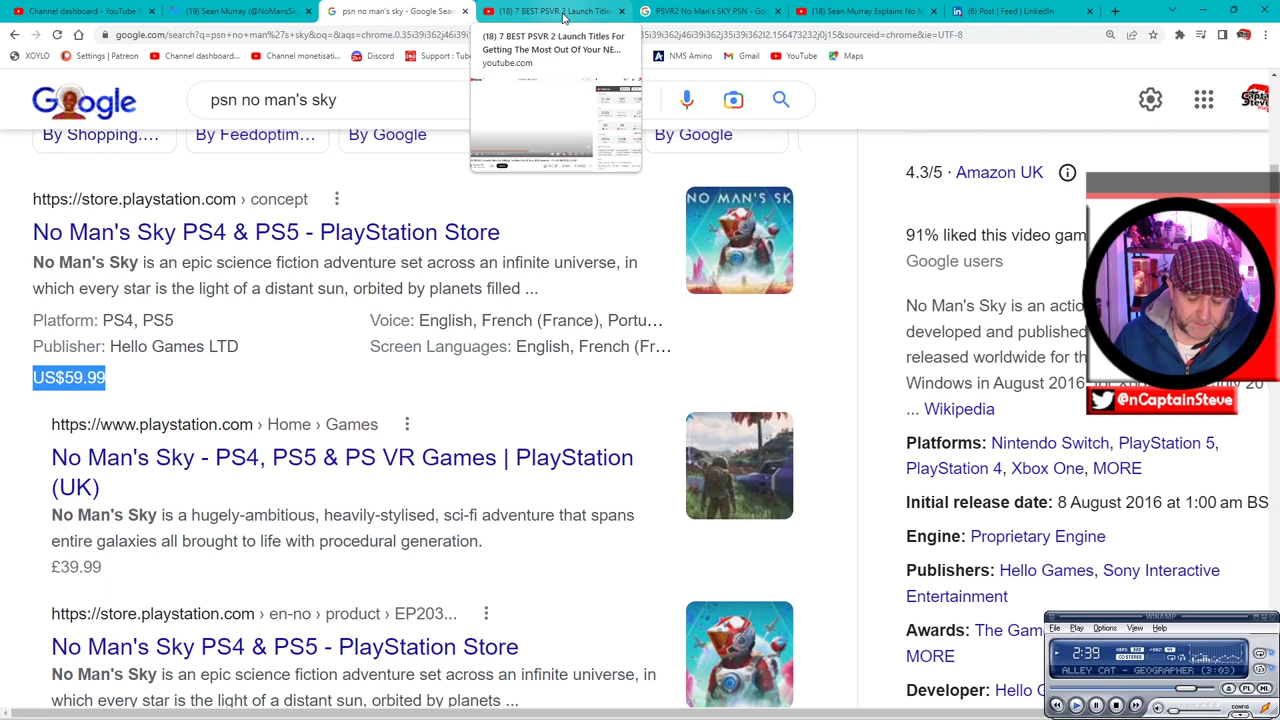 Channel dashboard - YouTube S
(19) Sean Murray (@NoMansSky
psn no man's sky - Google Search
(18) 7 BEST PSVR 2 Launch Titles
PSVR2 No Man's SKY PSN - Go
(18) Sean Murray Explains No M
(6) Post | Feed | LinkedIn
google.com/search?q=psn+no+man%27s+sky&oq=&aqs=chrome.0.35i39i362j46i39i362j35i39i362l6.156473232j0j15&sourceid=chrome&ie=UTF-8
XOYLO
Settings | Patreon
Channel dashboard...
Channel monetisati...
Discord
Support : Tube
NMS Amino
Gmail
YouTube
Maps
(18) 7 BEST PSVR 2 Launch Titles For
Getting The Most Out Of Your NE...
youtube.com
Google
psn no man's sky
By Shopping....
By Feedoptim...
By Google
By Google
https://store.playstation.com › concept
No Man's Sky PS4 & PS5 - PlayStation Store
No Man's Sky is an epic science fiction adventure set across an infinite universe, in
which every star is the light of a distant sun, orbited by planets filled ...
Platform: PS4, PS5
Voice: English, French (France), Portu...
Publisher: Hello Games LTD
Screen Languages: English, French (Fr...
US$59.99
NO MAN'S SK
https://www.playstation.com › Home › Games
No Man's Sky - PS4, PS5 & PS VR Games | PlayStation
(UK)
No Man's Sky is a hugely-ambitious, heavily-stylised, sci-fi adventure that spans
entire galaxies all brought to life with procedural generation.
£39.99
https://store.playstation.com › en-no › product › EP203...
No Man's Sky PS4 & PS5 - PlayStation Store
No Man's Sky is an epic science fiction adventure set across an infinite universe, in
which every star is the light of a distant sun, orbited by planets ...
4.3/5 · Amazon UK
91% liked this video gam
Google users
No Man's Sky is an actio
developed and published
released worldwide for th
Windows in August 2016
... Wikipedia
Platforms: Nintendo Switch, PlayStation 5,
PlayStation 4, Xbox One, MORE
Initial release date: 8 August 2016 at 1:00 am BS
Engine: Proprietary Engine
Publishers: Hello Games, Sony Interactive
Entertainment
Awards: The Gam
MORE
Developer: Hello G
@nCaptainSteve
WINAMP
File Play Options View Help
2:39
STEREO
ALLEY CAT - GEOGRAPHER (3:03)
PL
ML
CONFIG